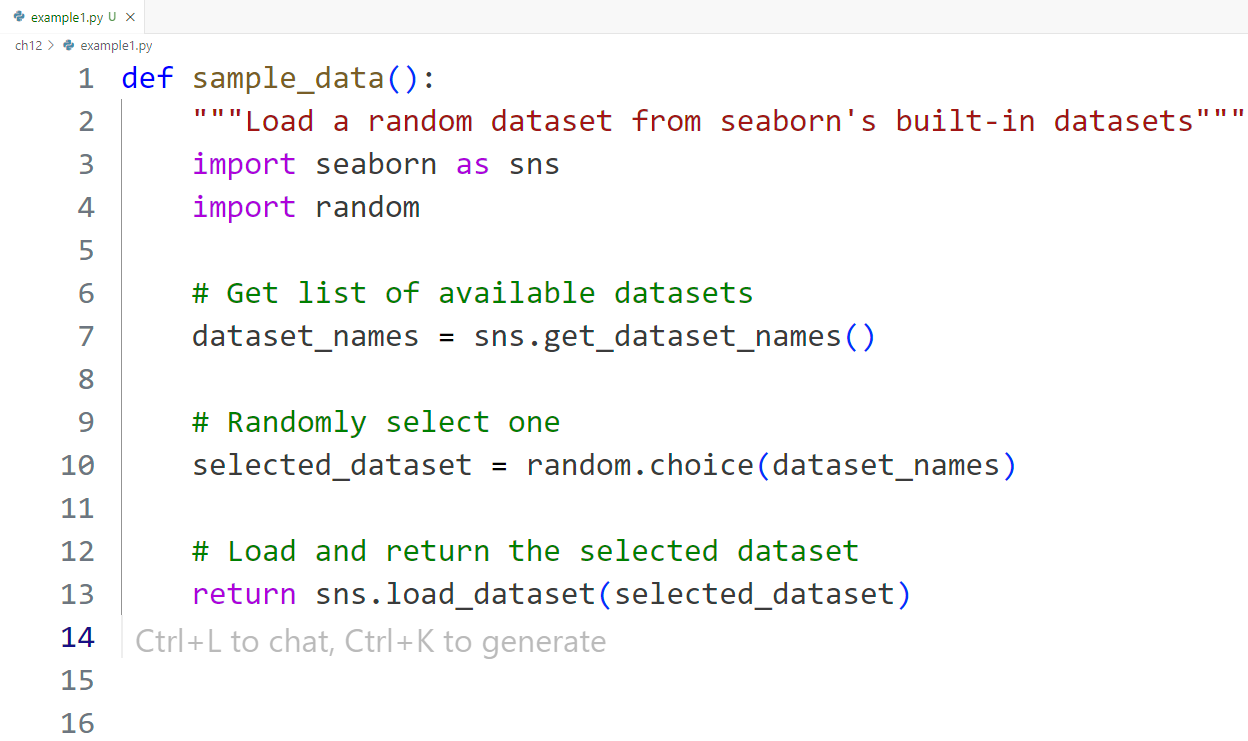 example1.py U ×
ch12 > example1.py
1 def sample_data():
2     """Load a random dataset from seaborn's built-in datasets"""
3     import seaborn as sns
4     import random
5
6     # Get list of available datasets
7     dataset_names = sns.get_dataset_names()
8
9     # Randomly select one
10     selected_dataset = random.choice(dataset_names)
11
12     # Load and return the selected dataset
13     return sns.load_dataset(selected_dataset)
14 Ctrl+L to chat, Ctrl+K to generate
15
16